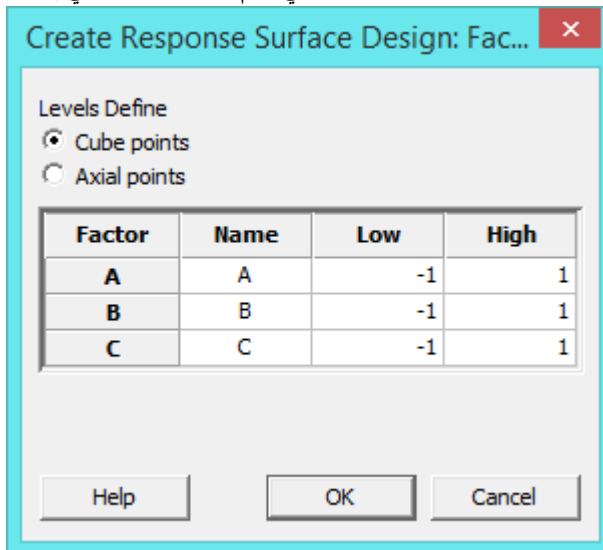 Create Response Surface Design: Fac...
Levels Define
Cube points
Axial points
Factor Name Low High
A A -1 1
B B -1 1
C C -1 1
Help OK Cancel